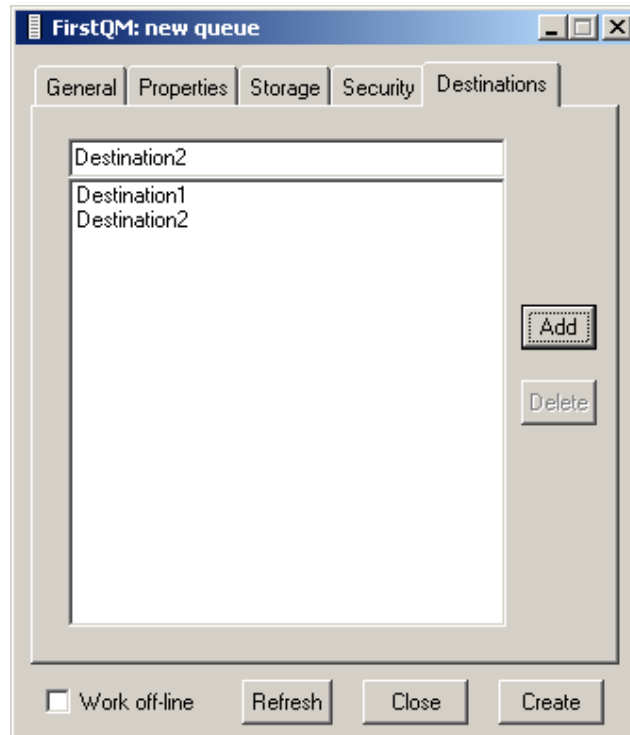 FirstQM: new queue
General Properties Storage Security Destinations
Destination2
Destination1
Destination2
Add
Delete
Work off-line Refresh Close Create